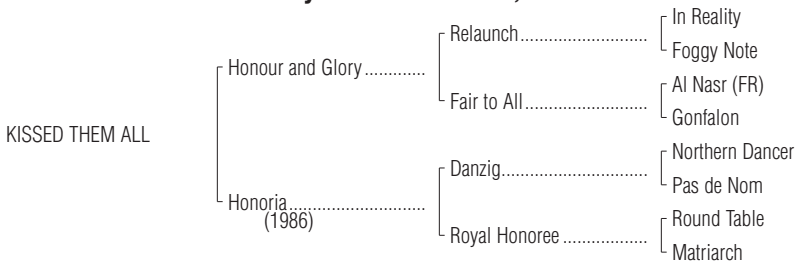 In Reality
Relaunch
Foggy Note
Honour and Glory
Al Nasr (FR)
Fair to All
Gonfalon
KISSED THEM ALL
Northern Dancer
Danzig
Pas de Nom
Honoria
(1986)
Round Table
Royal Honoree
Matriarch